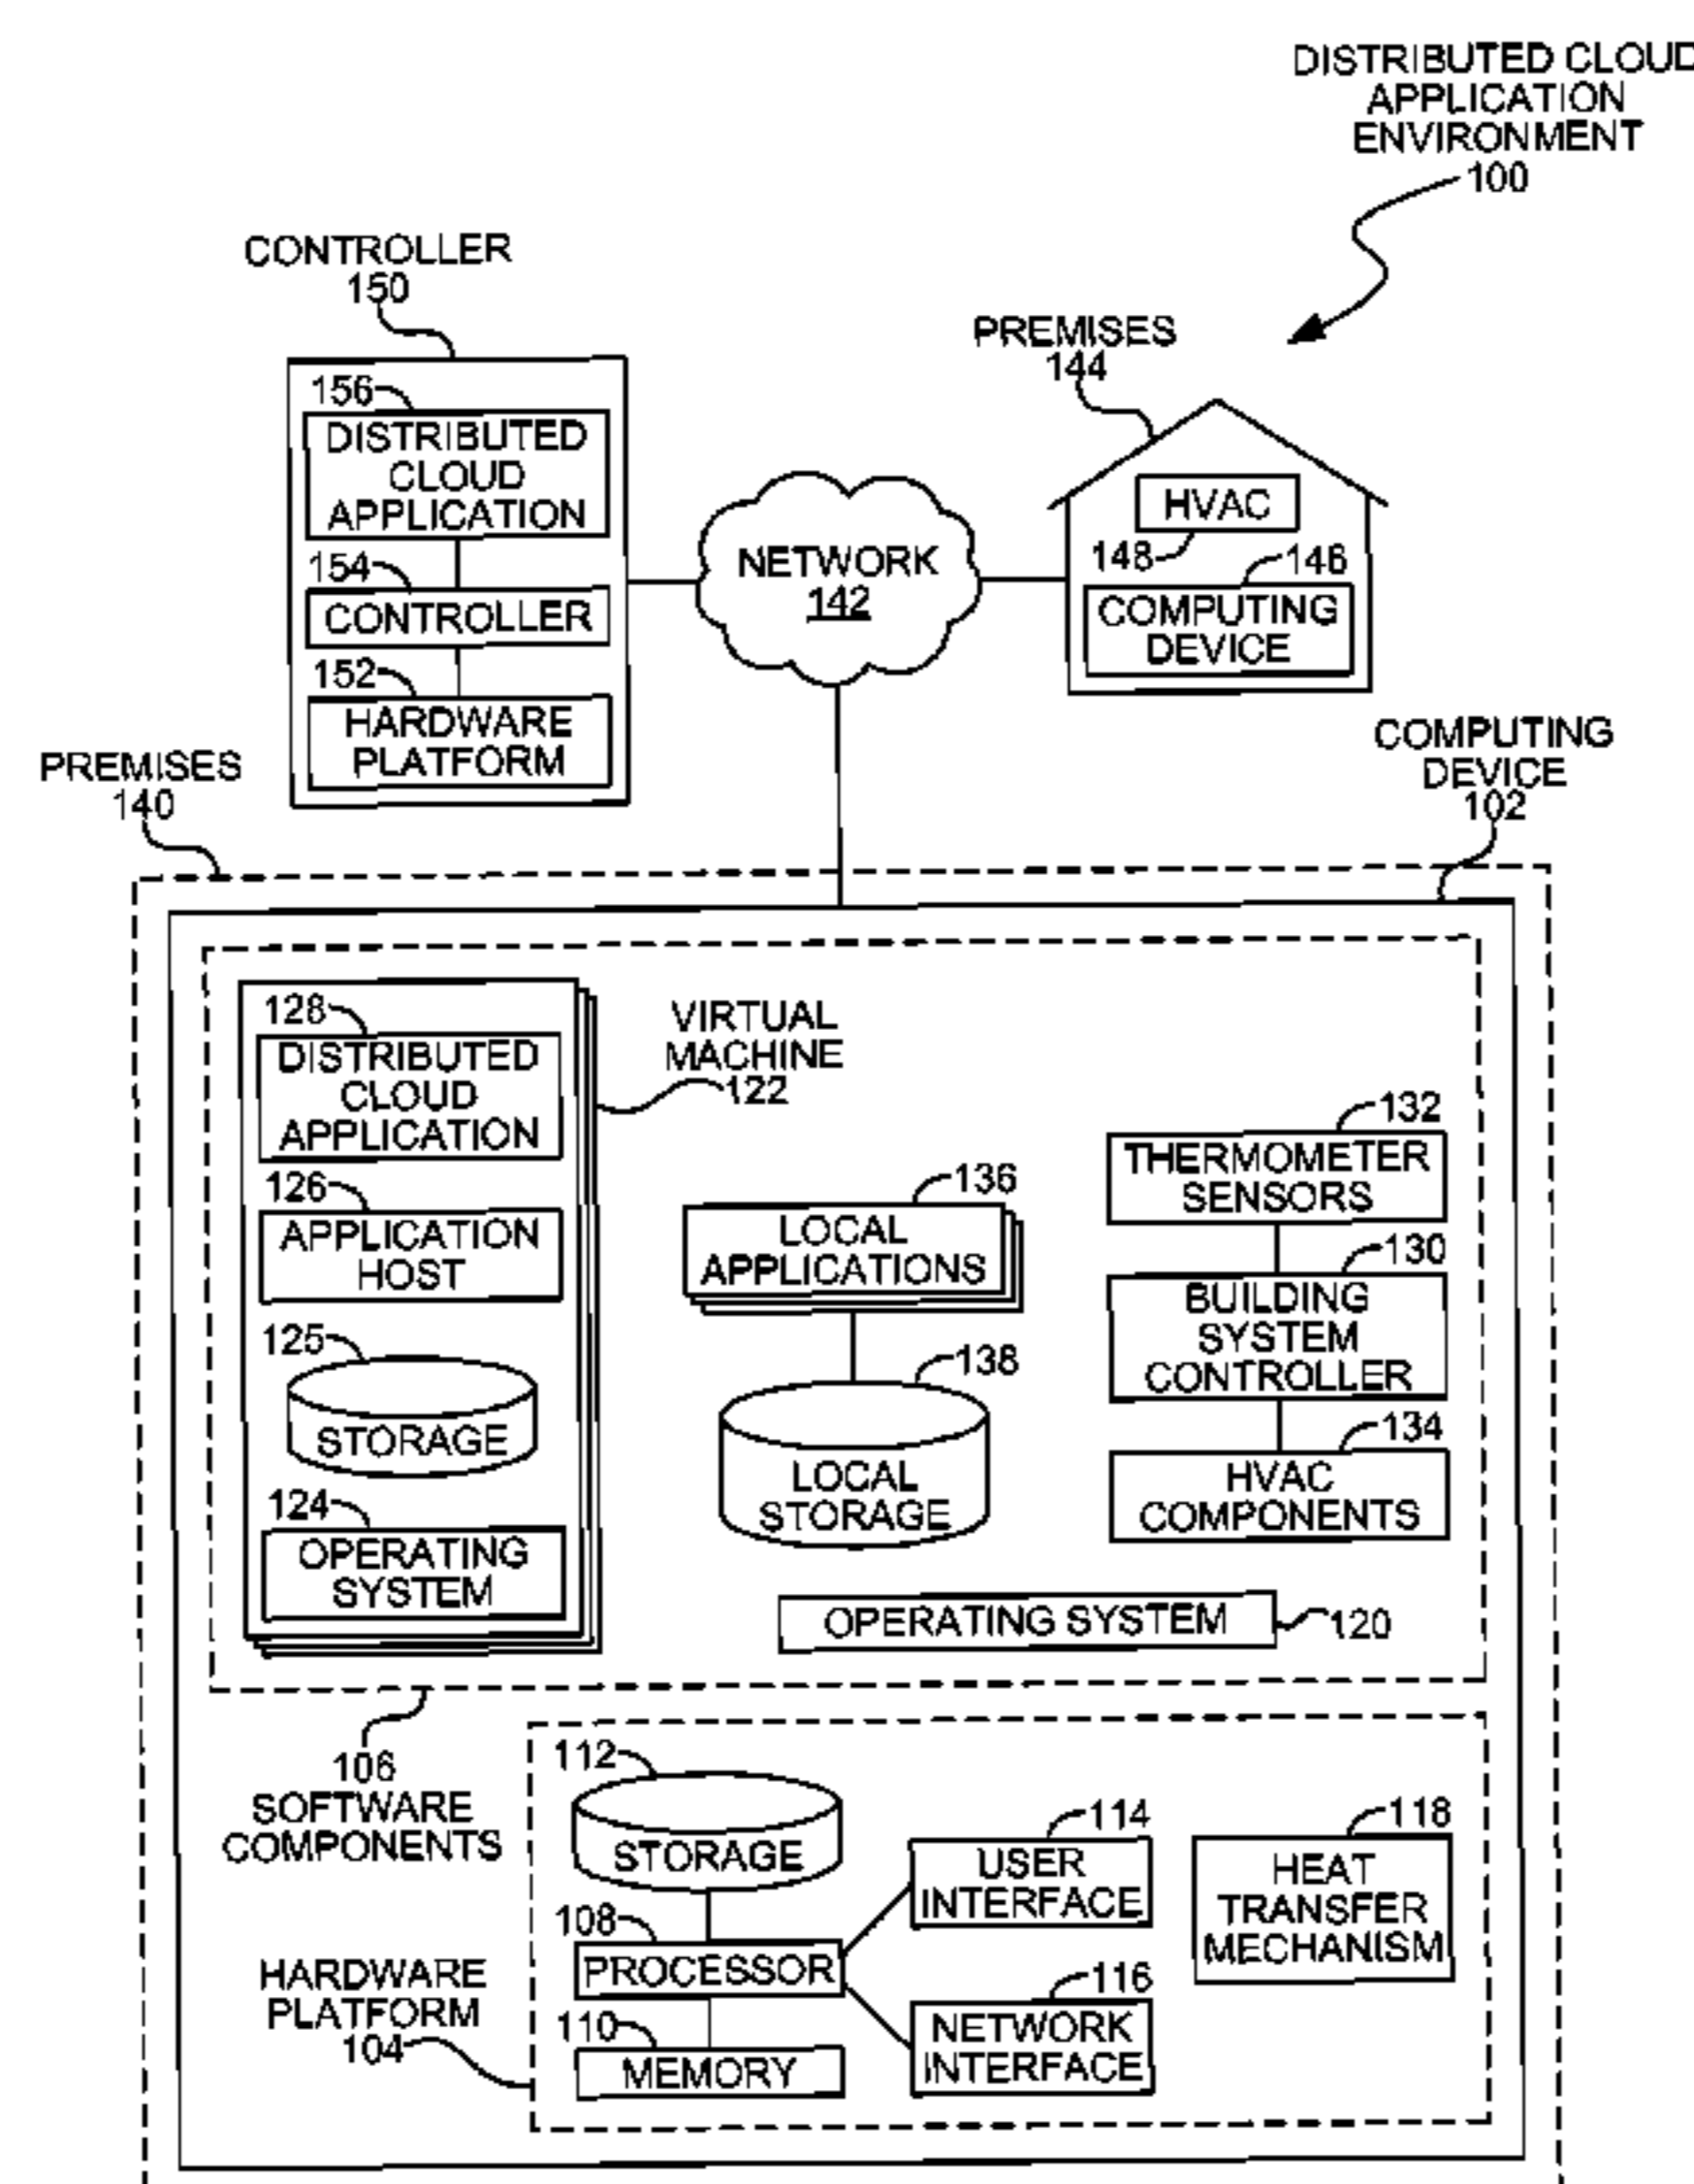 DISTRIBUTED CLOUD
APPLICATION
ENVIRONMENT
100
CONTROLLER
150
156
DISTRIBUTED
CLOUD
APPLICATION
154
CONTROLLER
152
HARDWARE
PLATFORM
NETWORK
142
PREMISES
144
HVAC
148
146
COMPUTING
DEVICE
PREMISES
140
COMPUTING
DEVICE
102
128
DISTRIBUTED
CLOUD
APPLICATION
126
APPLICATION
HOST
125
STORAGE
124
OPERATING
SYSTEM
VIRTUAL
MACHINE
122
136
LOCAL
APPLICATIONS
138
LOCAL
STORAGE
132
THERMOMETER
SENSORS
130
BUILDING
SYSTEM
CONTROLLER
134
HVAC
COMPONENTS
OPERATING SYSTEM
120
106
SOFTWARE
COMPONENTS
112
STORAGE
108
PROCESSOR
110
MEMORY
114
USER
INTERFACE
116
NETWORK
INTERFACE
118
HEAT
TRANSFER
MECHANISM
HARDWARE
PLATFORM
104